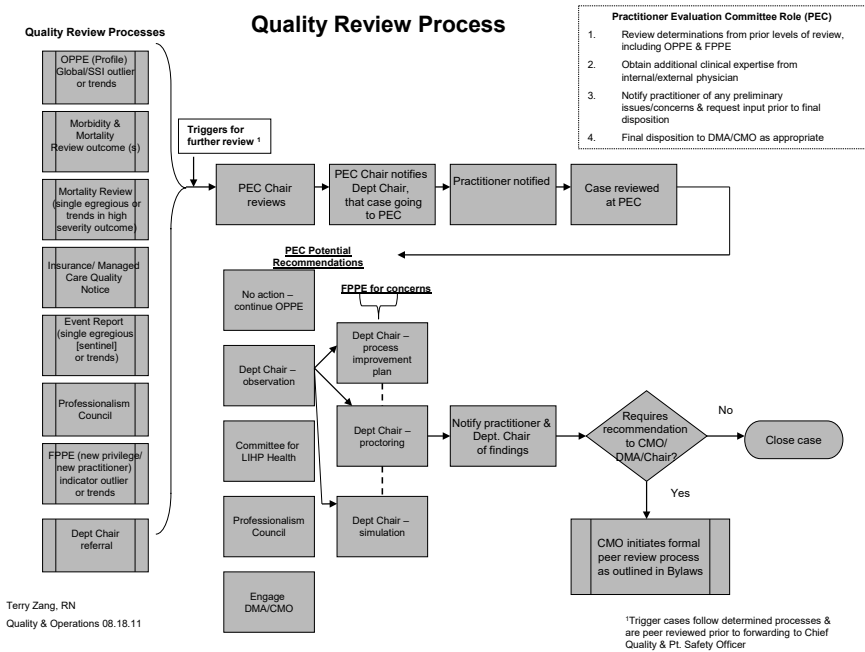 Quality Review Process
Quality Review Processes
OPPE (Profile)
Global/SSI outlier
or trends
Morbidity &
Mortality
Review outcome (s)
Mortality Review
(single egregious or
trends in high
severity outcome)
Insurance/ Managed
Care Quality
Notice
Event Report
(single egregious
[sentinel]
or trends)
Professionalism
Council
FPPE (new privilege/
new practitioner)
indicator outlier
or trends
Dept Chair
referral
Triggers for
further review ¹
PEC Chair
reviews
PEC Chair notifies
Dept Chair,
that case going
to PEC
Practitioner notified
Case reviewed
at PEC
Practitioner Evaluation Committee Role (PEC)
1. Review determinations from prior levels of review,
including OPPE & FPPE
2. Obtain additional clinical expertise from
internal/external physician
3. Notify practitioner of any preliminary
issues/concerns & request input prior to final
disposition
4. Final disposition to DMA/CMO as appropriate
PEC Potential
Recommendations
No action –
continue OPPE
Dept Chair –
observation
Committee for
LIHP Health
Professionalism
Council
Engage
DMA/CMO
FPPE for concerns
Dept Chair –
process
improvement
plan
Dept Chair –
proctoring
Dept Chair –
simulation
Notify practitioner &
Dept. Chair
of findings
Requires
recommendation
to CMO/
DMA/Chair?
No
Close case
Yes
CMO initiates formal
peer review process
as outlined in Bylaws
Terry Zang, RN
Quality & Operations 08.18.11
¹Trigger cases follow determined processes &
are peer reviewed prior to forwarding to Chief
Quality & Pt. Safety Officer